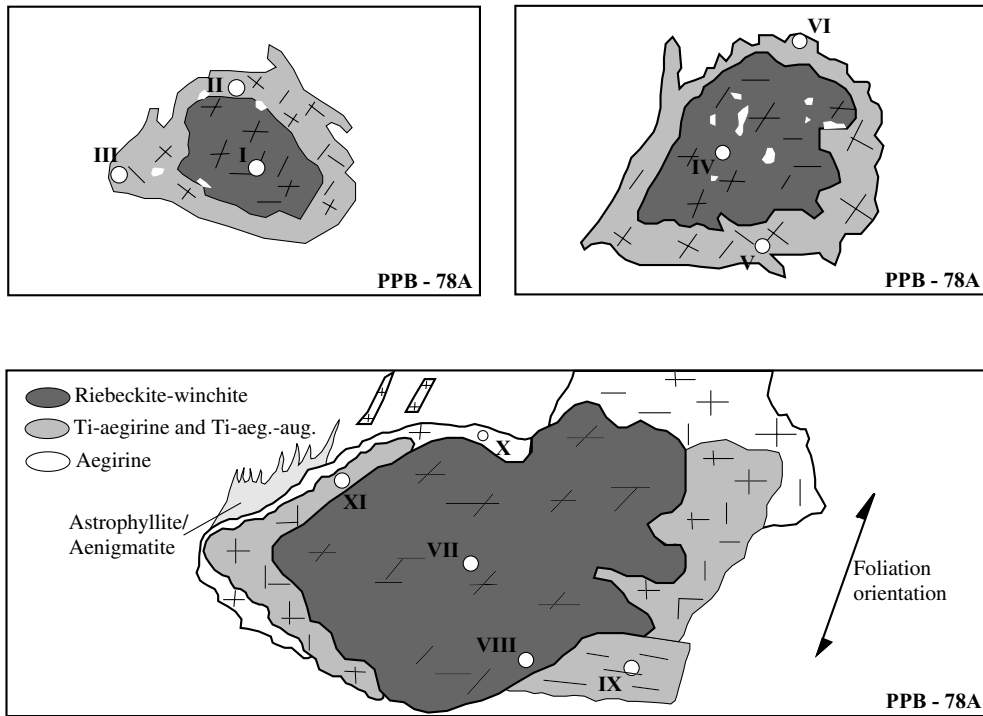 II
III
I
PPB - 78A
VI
IV
V
PPB - 78A
Riebeckite-winchite
Ti-aegirine and Ti-aeg.-aug.
Aegirine
X
XI
Astrophyllite/
Aenigmatite
VII
Foliation
orientation
VIII
IX
PPB - 78A